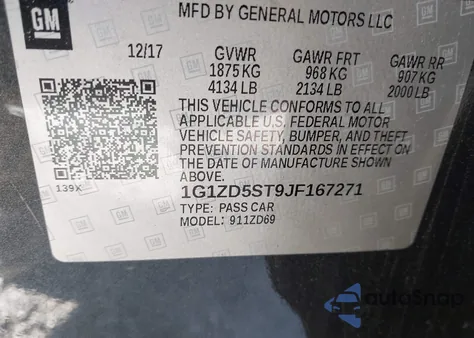 GM
MFD BY GENERAL MOTORS LLC
12/17 GVWR GAWR FRT GAWR RR
1875 KG 968 KG 907 KG
4134 LB 2134 LB 2000 LB
THIS VEHICLE CONFORMS TO ALL
APPLICABLE U.S. FEDERAL MOTOR
VEHICLE SAFETY, BUMPER, AND THEFT
PREVENTION STANDARDS IN EFFECT ON
THE DATE OF MANUFACTURE SHOWN
ABOVE.
139X
1G1ZD5ST9JF167271
TYPE: PASS CAR
MODEL: 911ZD69
autoSnap